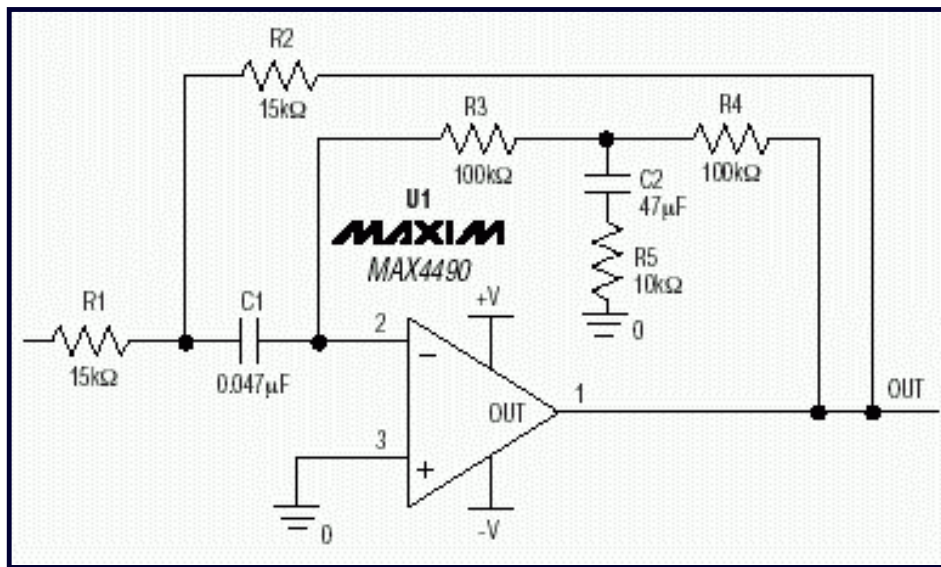 R2
15kΩ
R3
100kΩ
R4
100kΩ
C2
47μF
R5
10kΩ
0
U1
MAXIM
MAX4490
R1
15kΩ
C1
0.047μF
2
+V
−
OUT
1
OUT
3
+
0
-V